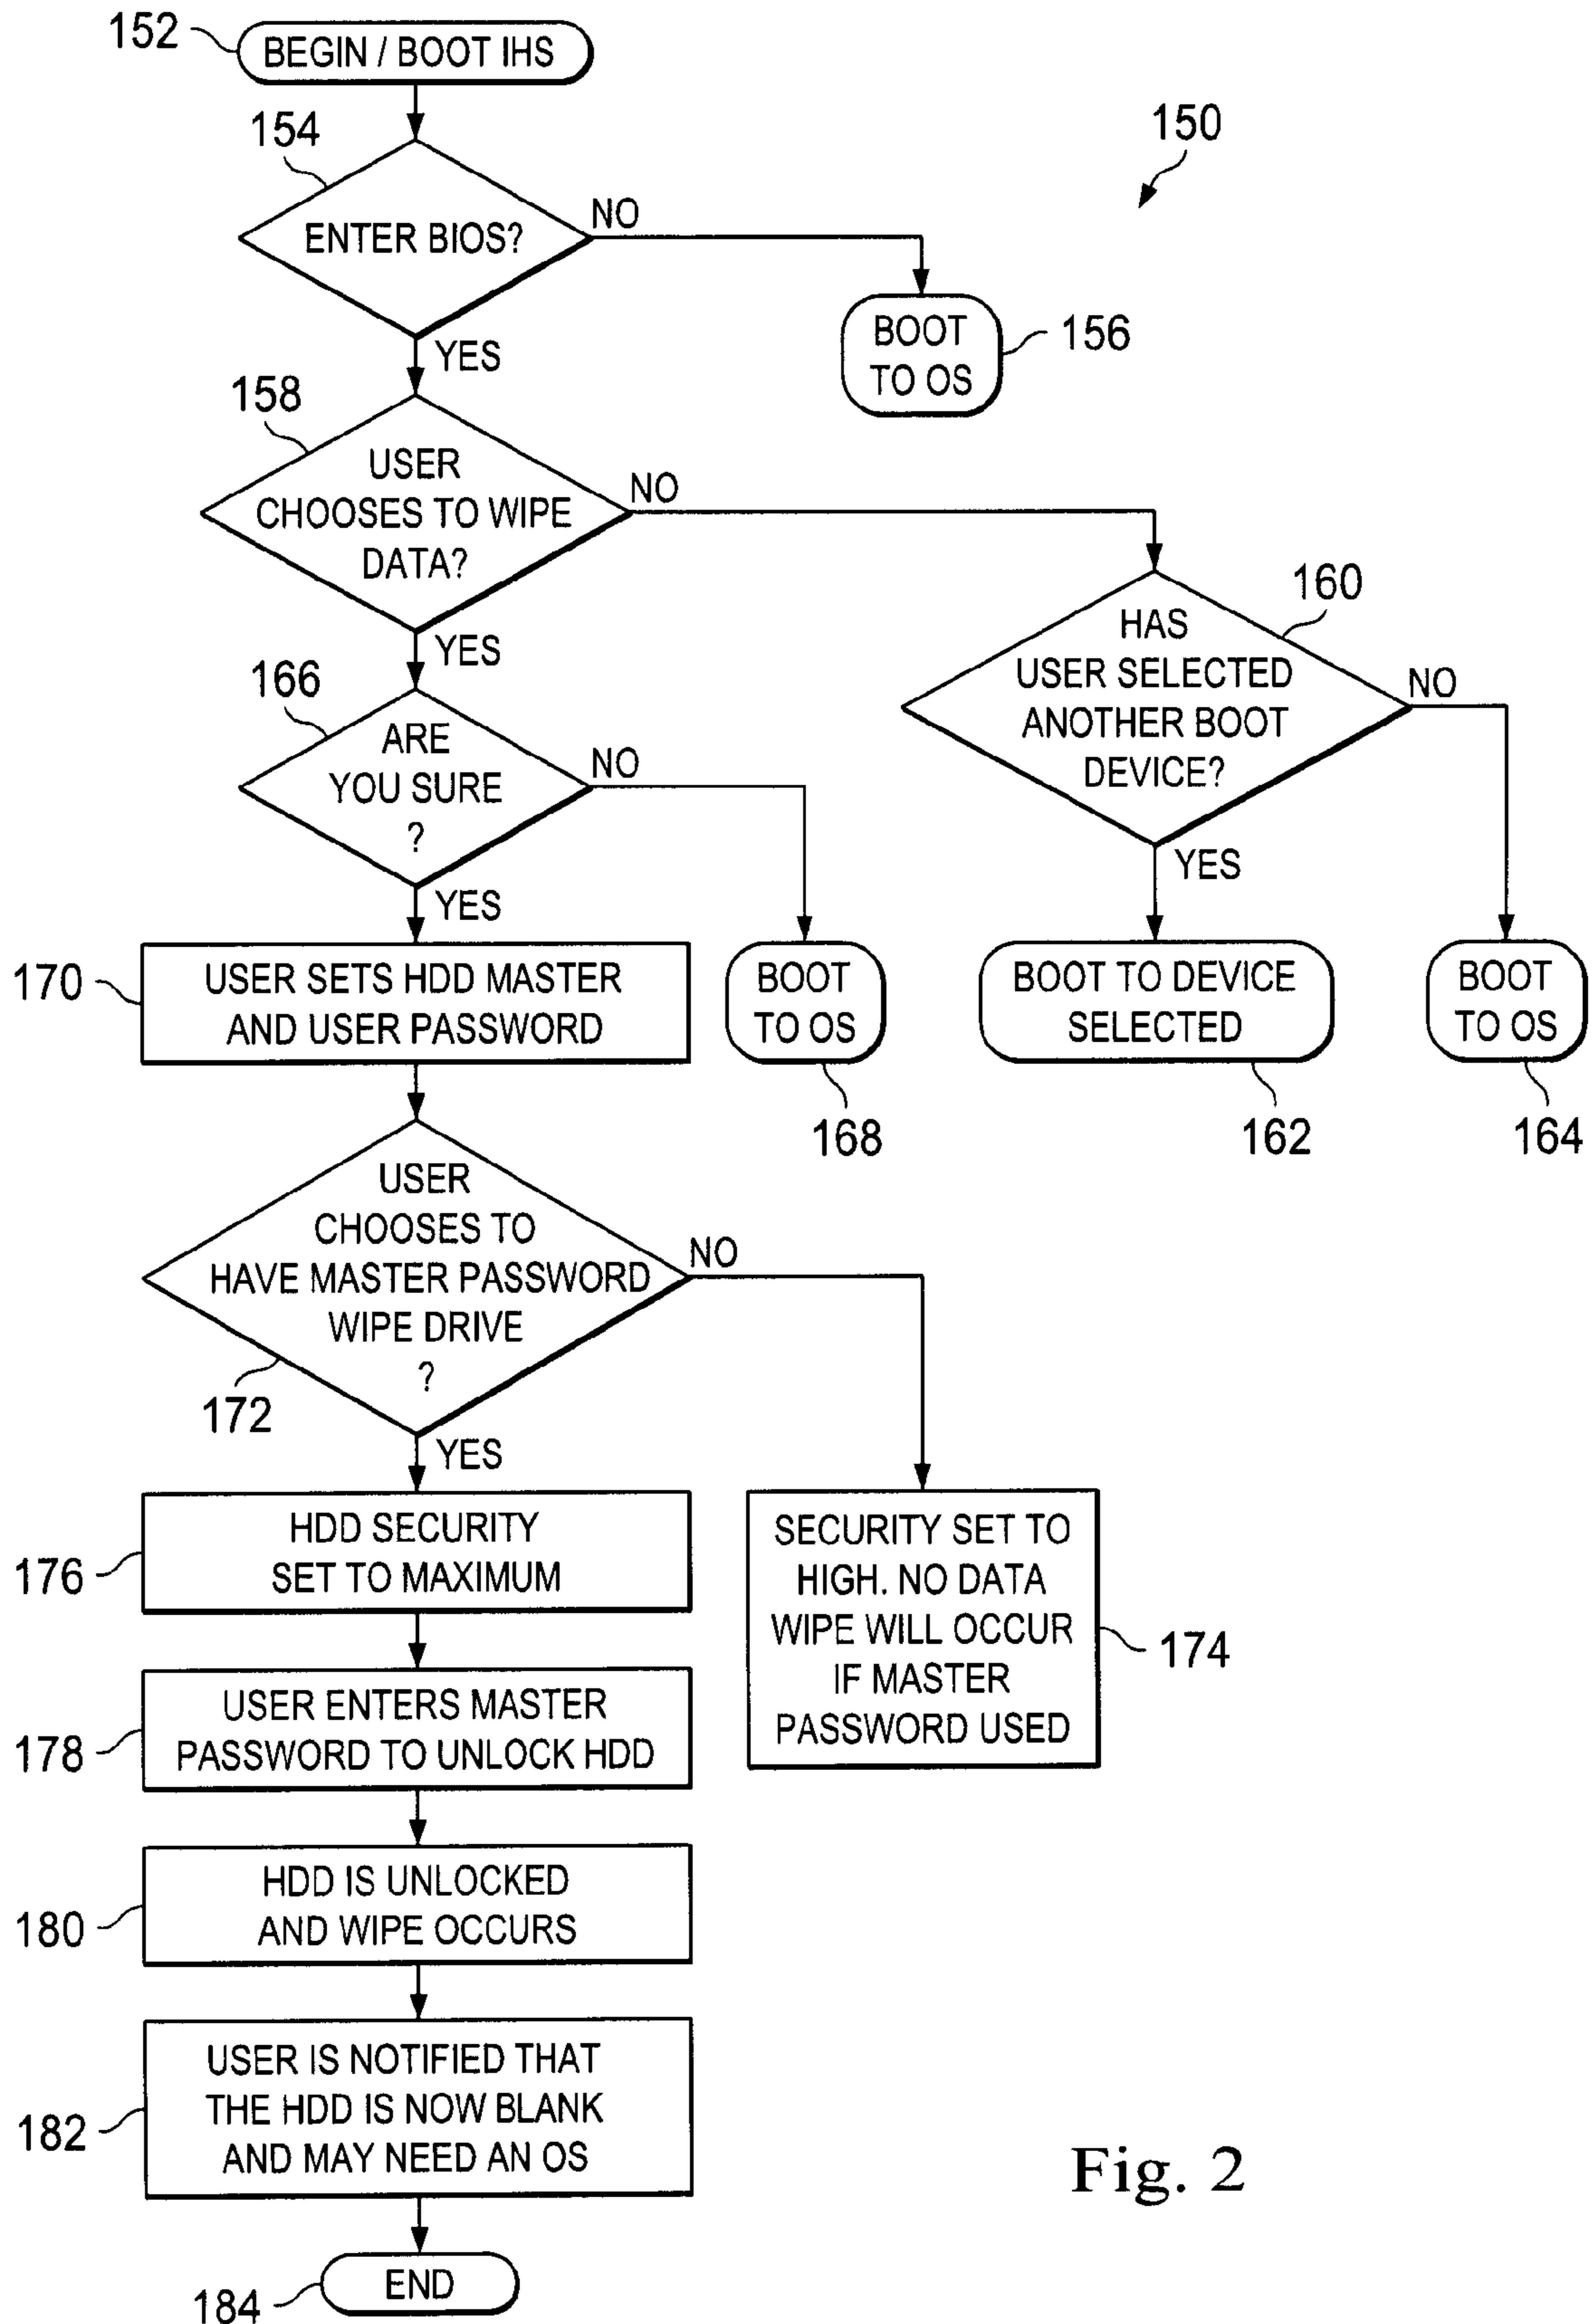 152
BEGIN / BOOT IHS
154
150
ENTER BIOS?
NO
YES
BOOT
TO OS
156
158
USER
CHOOSES TO WIPE
DATA?
NO
YES
160
HAS
USER SELECTED
ANOTHER BOOT
DEVICE?
NO
YES
166
ARE
YOU SURE
?
NO
YES
170
USER SETS HDD MASTER
AND USER PASSWORD
BOOT
TO OS
168
BOOT TO DEVICE
SELECTED
162
BOOT
TO OS
164
USER
CHOOSES TO
HAVE MASTER PASSWORD
WIPE DRIVE
?
172
NO
YES
176
HDD SECURITY
SET TO MAXIMUM
SECURITY SET TO
HIGH. NO DATA
WIPE WILL OCCUR
IF MASTER
PASSWORD USED
174
178
USER ENTERS MASTER
PASSWORD TO UNLOCK HDD
180
HDD IS UNLOCKED
AND WIPE OCCURS
182
USER IS NOTIFIED THAT
THE HDD IS NOW BLANK
AND MAY NEED AN OS
184
END
Fig. 2